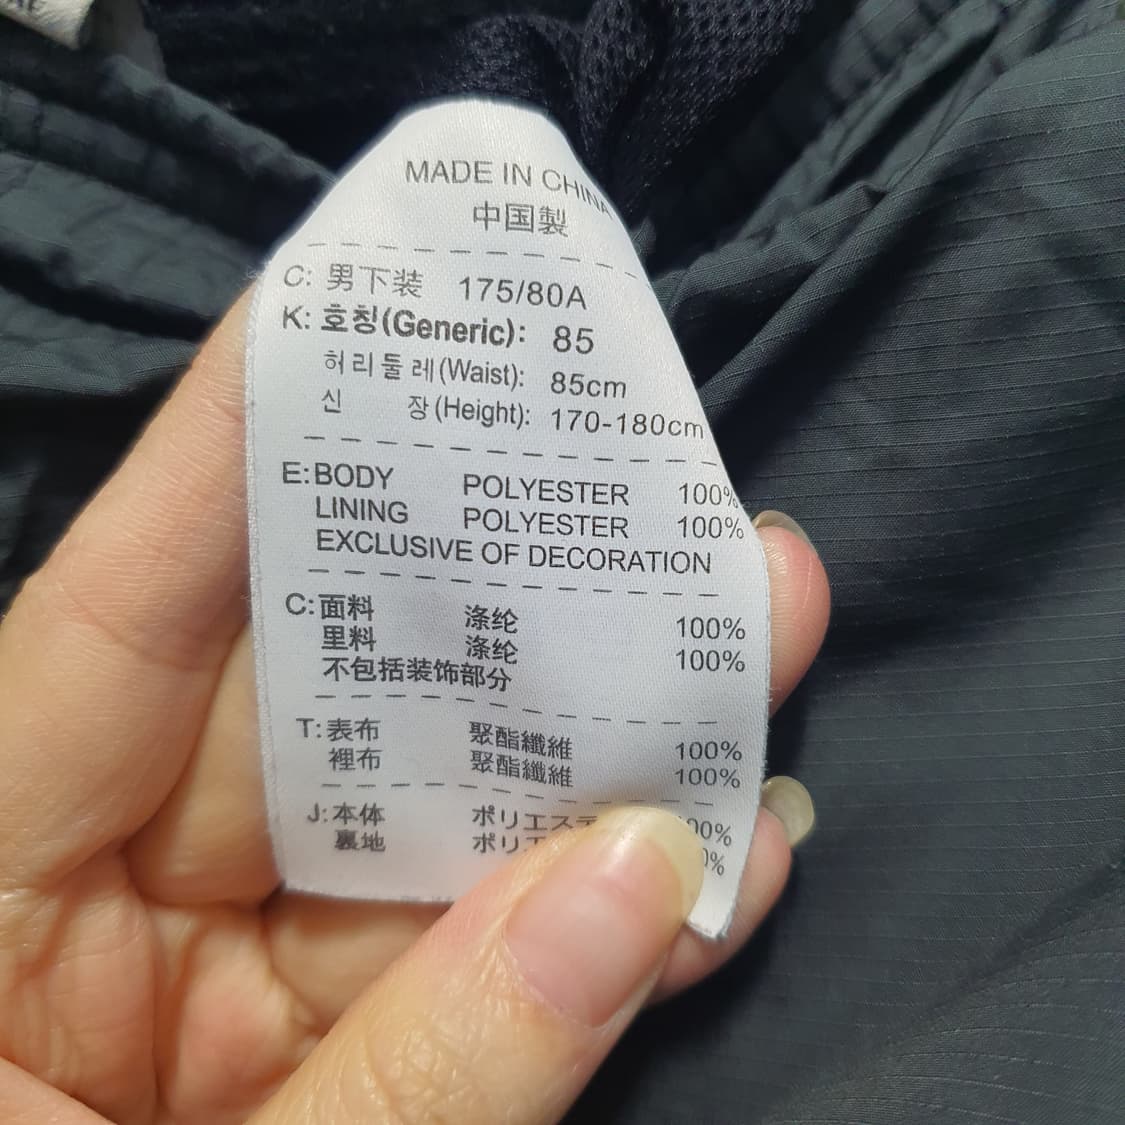 MADE IN CHINA
中国製
C: 男下装 175/80A
K: 호칭(Generic): 85
허리둘레(Waist): 85cm
신 장(Height): 170-180cm
E: BODY POLYESTER 100%
LINING POLYESTER 100%
EXCLUSIVE OF DECORATION
C: 面料 涤纶 100%
里料 涤纶 100%
不包括装饰部分
T: 表布 聚酯纖維 100%
裡布 聚酯纖維 100%
J: 本体
裏地